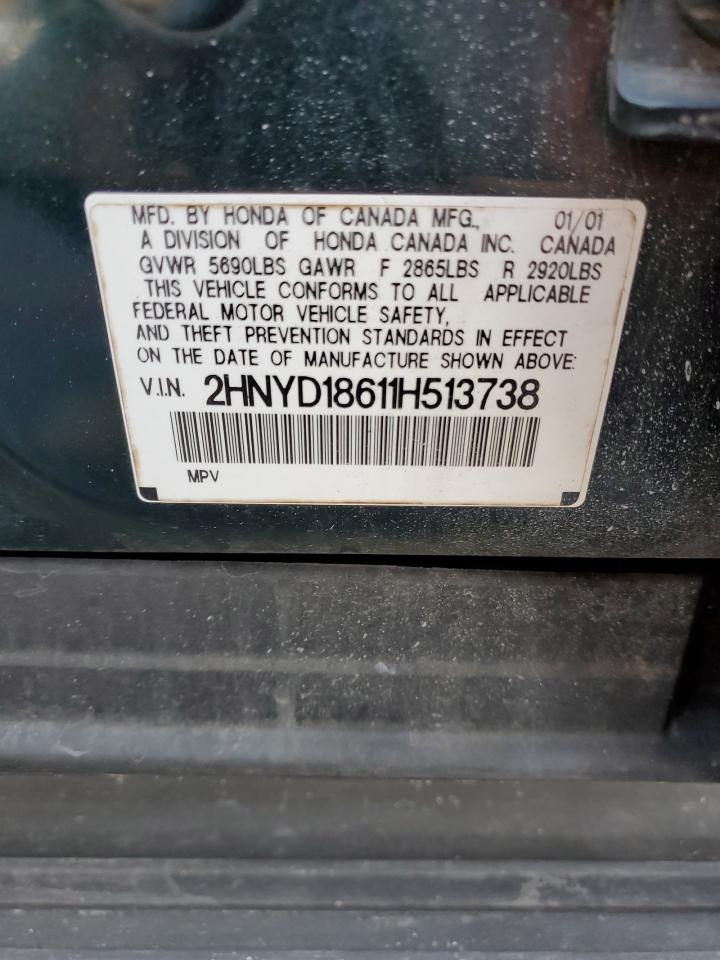 MFD. BY HONDA OF CANADA MFG., 01/01
A DIVISION OF HONDA CANADA INC. CANADA
GVWR 5690LBS GAWR F 2865LBS R 2920LBS
THIS VEHICLE CONFORMS TO ALL APPLICABLE
FEDERAL MOTOR VEHICLE SAFETY,
AND THEFT PREVENTION STANDARDS IN EFFECT
ON THE DATE OF MANUFACTURE SHOWN ABOVE:
V.I.N. 2HNYD18611H513738
MPV